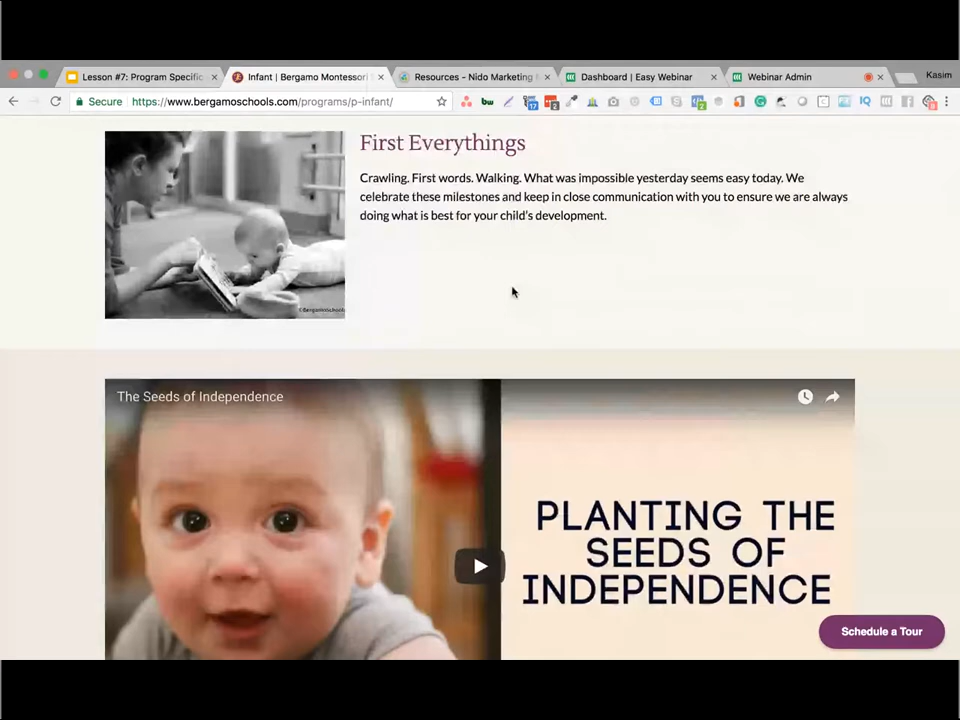 Lesson #7: Program Specific
Infant | Bergamo Montessori
Resources - Nido Marketing
Dashboard | Easy Webinar
Webinar Admin
Kasim
Secure https://www.bergamoschools.com/programs/p-infant/
First Everythings
Crawling. First words. Walking. What was impossible yesterday seems easy today. We
celebrate these milestones and keep in close communication with you to ensure we are always
doing what is best for your child's development.
©BergamoSchools
The Seeds of Independence
PLANTING THE
SEEDS OF
INDEPENDENCE
Schedule a Tour